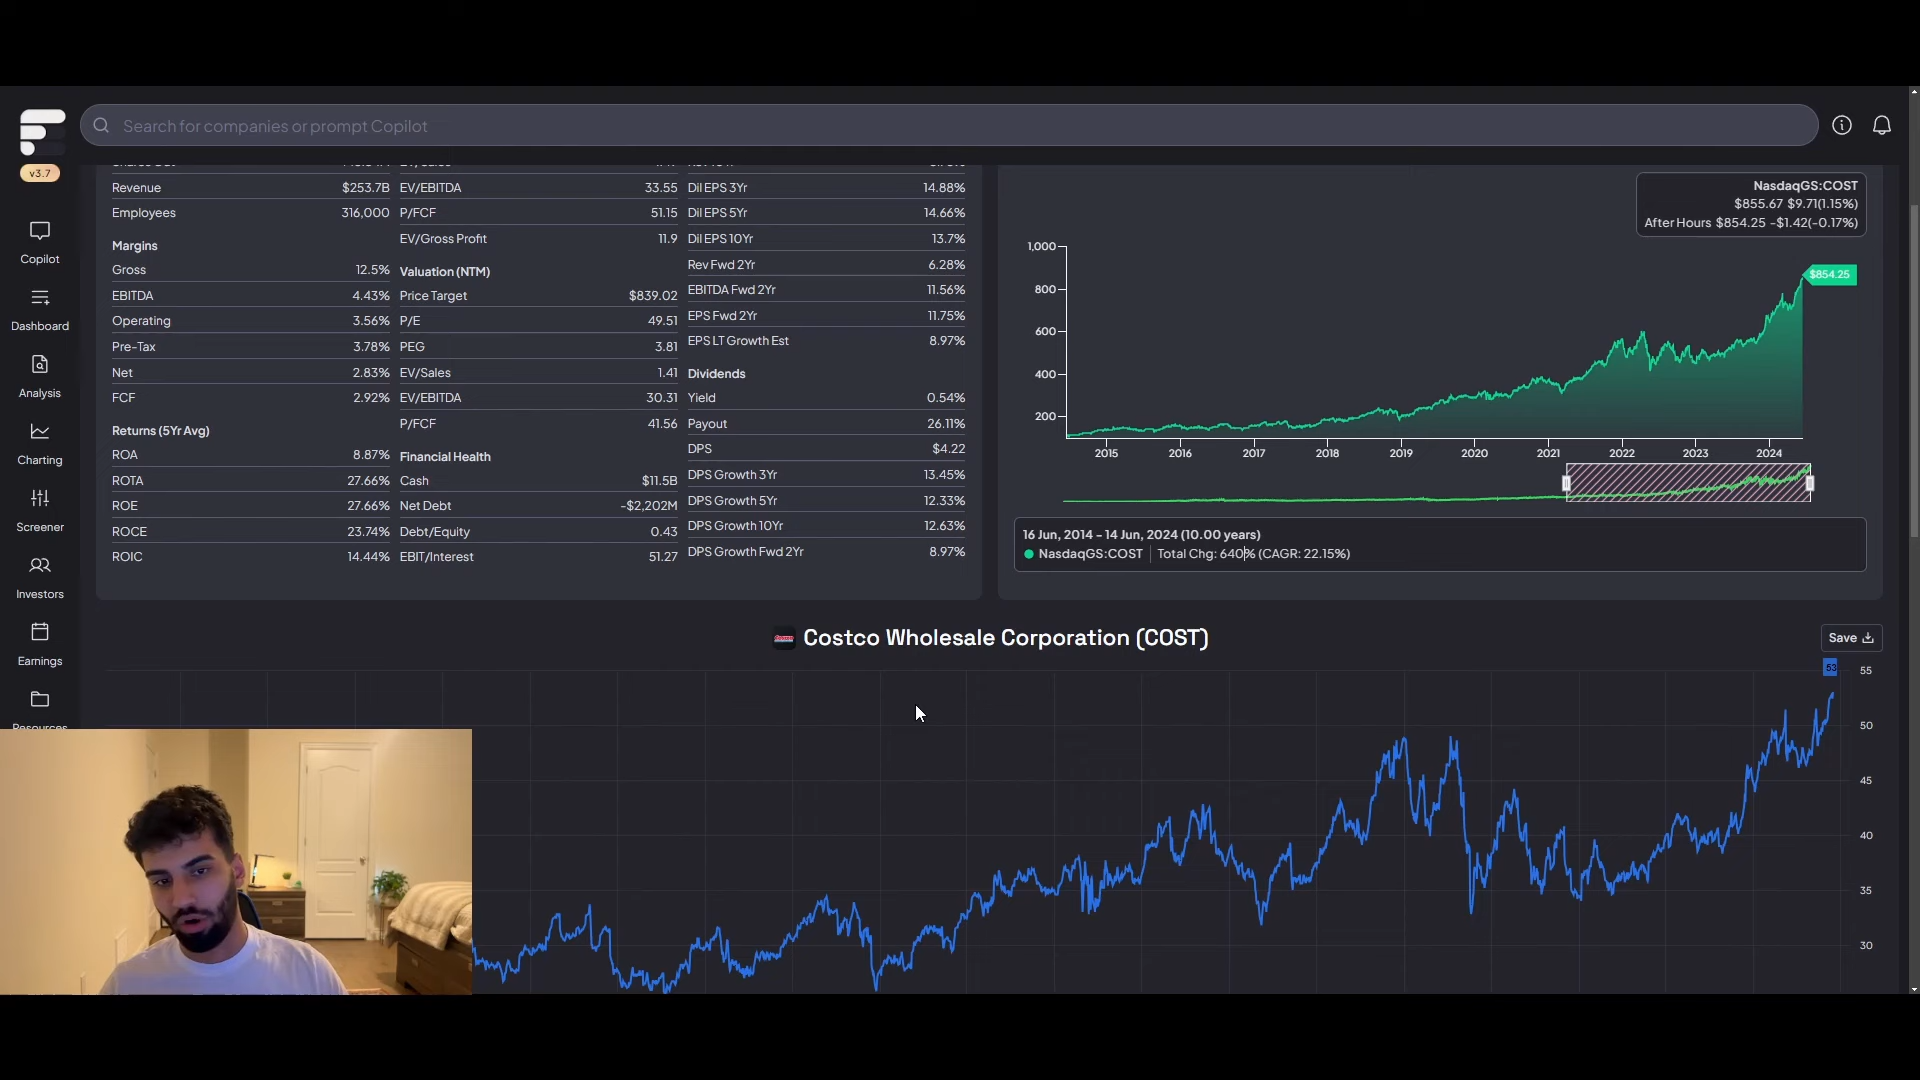 Search for companies or prompt Copilot
v3.7
Copilot
Dashboard
Analysis
Charting
Screener
Investors
Earnings
Resources
Revenue $253.7B
Employees 316,000
Margins
Gross 12.5%
EBITDA 4.43%
Operating 3.56%
Pre-Tax 3.78%
Net 2.83%
FCF 2.92%
Returns (5Yr Avg)
ROA 8.87%
ROTA 27.66%
ROE 27.66%
ROCE 23.74%
ROIC 14.44%
EV/EBITDA 33.55
P/FCF 51.15
EV/Gross Profit 11.9
Valuation (NTM)
Price Target $839.02
P/E 49.51
PEG 3.81
EV/Sales 1.41
EV/EBITDA 30.31
P/FCF 41.56
Financial Health
Cash $11.5B
Net Debt -$2,202M
Debt/Equity 0.43
EBIT/Interest 51.27
Dil EPS 3Yr 14.88%
Dil EPS 5Yr 14.66%
Dil EPS 10Yr 13.7%
Rev Fwd 2Yr 6.28%
EBITDA Fwd 2Yr 11.56%
EPS Fwd 2Yr 11.75%
EPS LT Growth Est 8.97%
Dividends
Yield 0.54%
Payout 26.11%
DPS $4.22
DPS Growth 3Yr 13.45%
DPS Growth 5Yr 12.33%
DPS Growth 10Yr 12.63%
DPS Growth Fwd 2Yr 8.97%
NasdaqGS:COST
$855.67 $9.71(1.15%)
After Hours $854.25 -$1.42(-0.17%)
1,000
$854.25
800
600
400
200
2015 2016 2017 2018 2019 2020 2021 2022 2023 2024
16 Jun, 2014 - 14 Jun, 2024 (10.00 years)
NasdaqGS:COST Total Chg: 640% (CAGR: 22.15%)
Costco Wholesale Corporation (COST)
Save
53
55
50
45
40
35
30